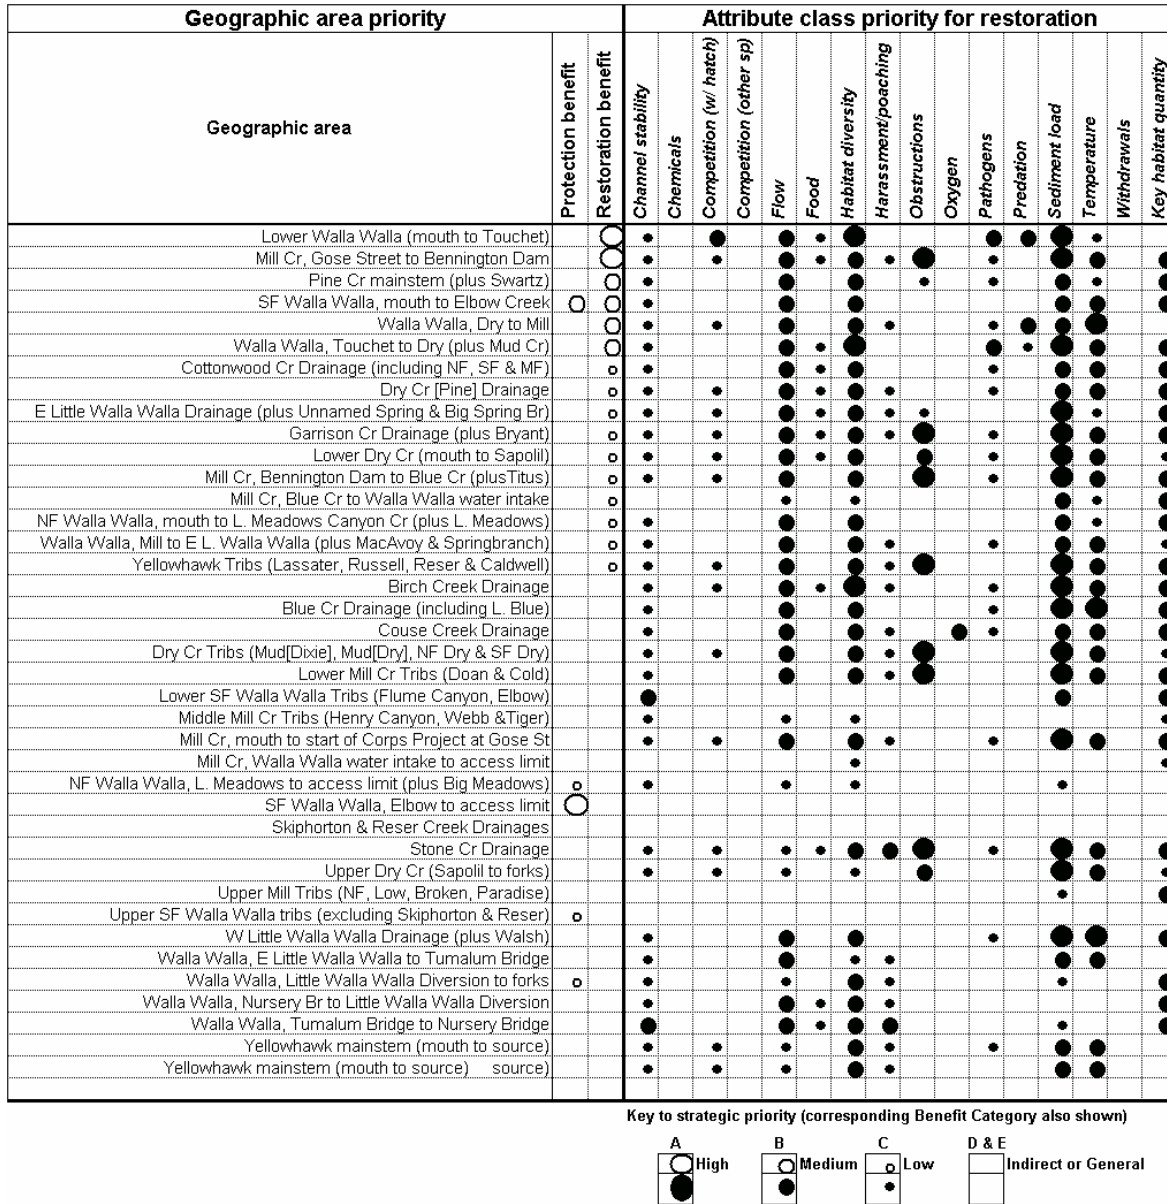 Geographic area priority
Attribute class priority for restoration
Geographic area
Protection benefit
Restoration benefit
Channel stability
Chemicals
Competition (w/ hatch)
Competition (other sp)
Flow
Food
Habitat diversity
Harassment/poaching
Obstructions
Oxygen
Pathogens
Predation
Sediment load
Temperature
Withdrawals
Key habitat quantity
Lower Walla Walla (mouth to Touchet)
Mill Cr, Gose Street to Bennington Dam
Pine Cr mainstem (plus Swartz)
SF Walla Walla, mouth to Elbow Creek
Walla Walla, Dry to Mill
Walla Walla, Touchet to Dry (plus Mud Cr)
Cottonwood Cr Drainage (including NF, SF & MF)
Dry Cr [Pine] Drainage
E Little Walla Walla Drainage (plus Unnamed Spring & Big Spring Br)
Garrison Cr Drainage (plus Bryant)
Lower Dry Cr (mouth to Sapolil)
Mill Cr, Bennington Dam to Blue Cr (plusTitus)
Mill Cr, Blue Cr to Walla Walla water intake
NF Walla Walla, mouth to L. Meadows Canyon Cr (plus L. Meadows)
Walla Walla, Mill to E L. Walla Walla (plus MacAvoy & Springbranch)
Yellowhawk Tribs (Lassater, Russell, Reser & Caldwell)
Birch Creek Drainage
Blue Cr Drainage (including L. Blue)
Couse Creek Drainage
Dry Cr Tribs (Mud[Dixie], Mud[Dry], NF Dry & SF Dry)
Lower Mill Cr Tribs (Doan & Cold)
Lower SF Walla Walla Tribs (Flume Canyon, Elbow)
Middle Mill Cr Tribs (Henry Canyon, Webb &Tiger)
Mill Cr, mouth to start of Corps Project at Gose St
Mill Cr, Walla Walla water intake to access limit
NF Walla Walla, L. Meadows to access limit (plus Big Meadows)
SF Walla Walla, Elbow to access limit
Skiphorton & Reser Creek Drainages
Stone Cr Drainage
Upper Dry Cr (Sapolil to forks)
Upper Mill Tribs (NF, Low, Broken, Paradise)
Upper SF Walla Walla tribs (excluding Skiphorton & Reser)
W Little Walla Walla Drainage (plus Walsh)
Walla Walla, E Little Walla Walla to Tumalum Bridge
Walla Walla, Little Walla Walla Diversion to forks
Walla Walla, Nursery Br to Little Walla Walla Diversion
Walla Walla, Tumalum Bridge to Nursery Bridge
Yellowhawk mainstem (mouth to source)
Yellowhawk mainstem (mouth to source) source)
Key to strategic priority (corresponding Benefit Category also shown)
A B C D & E
High Medium Low Indirect or General